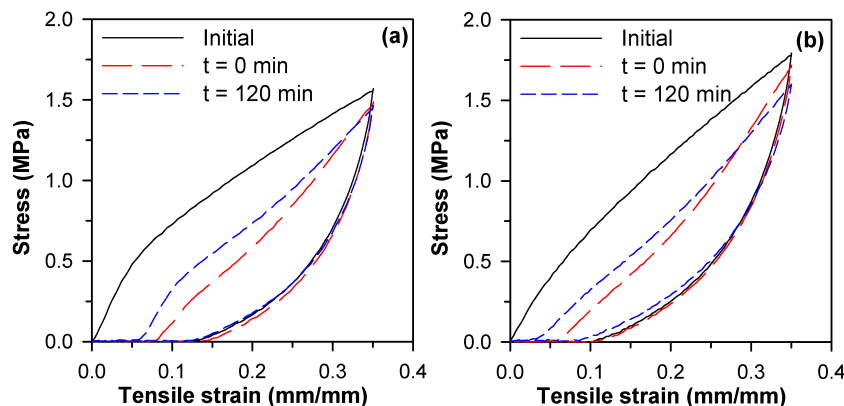 2.0
(a)
Initial
t = 0 min
t = 120 min
1.5
1.0
0.5
0.0
Stress (MPa)
0.0 0.1 0.2 0.3 0.4
Tensile strain (mm/mm)
2.0
(b)
Initial
t = 0 min
t = 120 min
1.5
1.0
0.5
0.0
Stress (MPa)
0.0 0.1 0.2 0.3 0.4
Tensile strain (mm/mm)